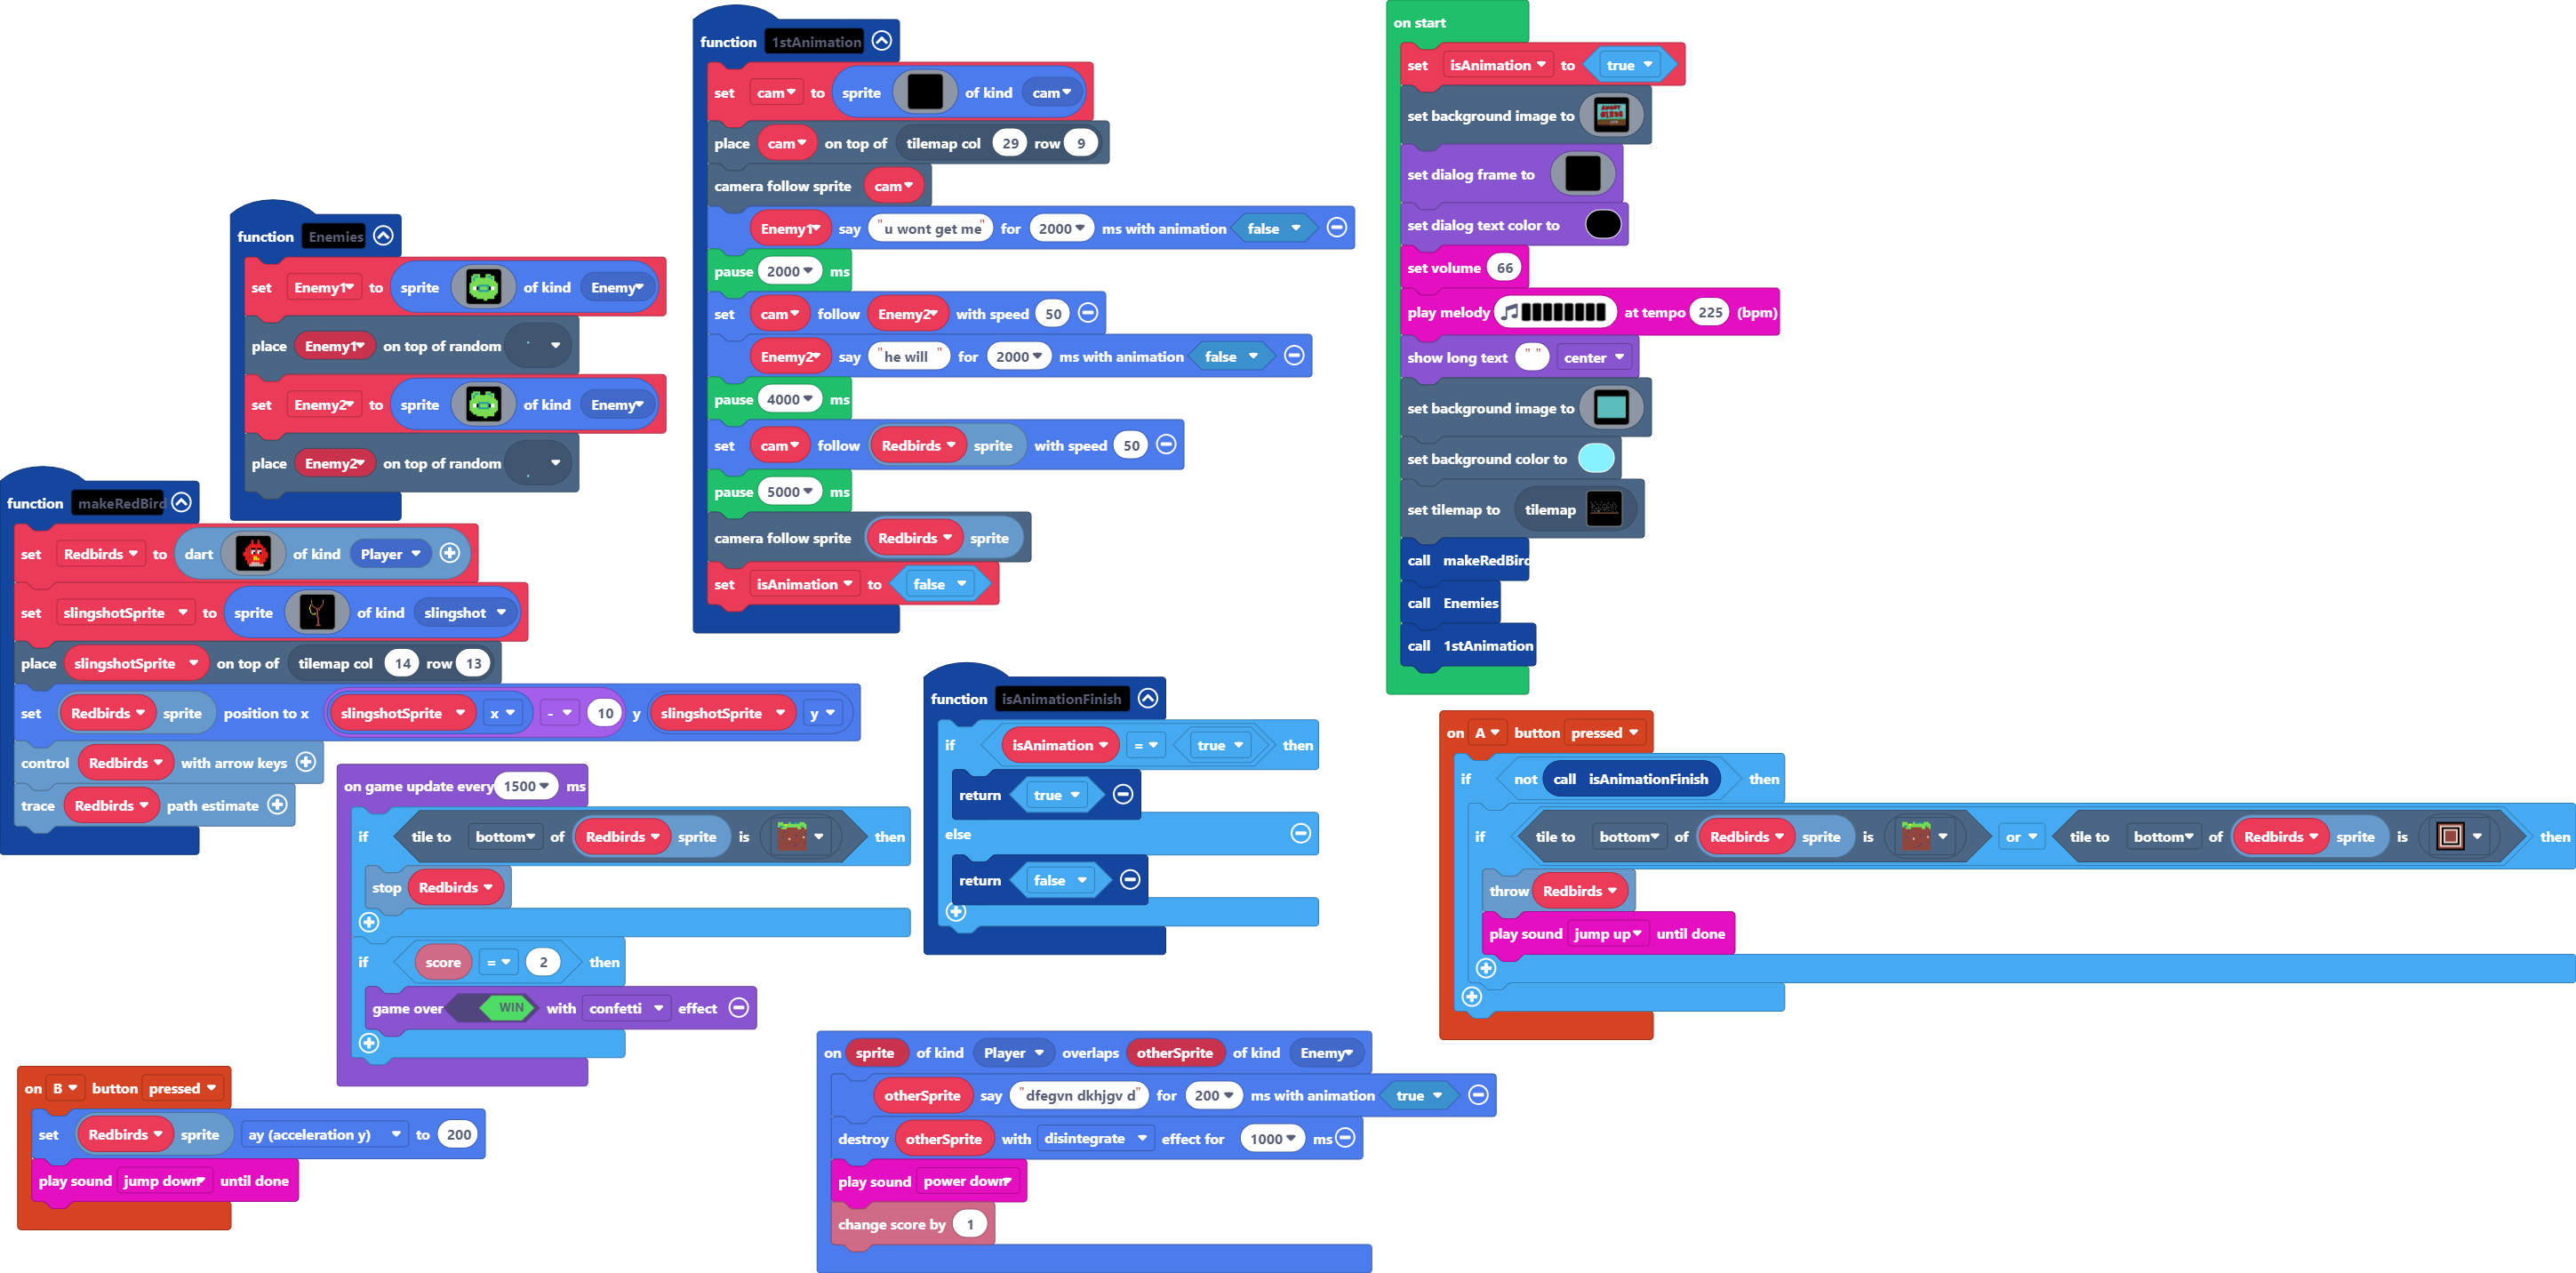 function 1stAnimation
set cam to sprite of kind cam
place cam on top of tilemap col 29 row 9
camera follow sprite cam
Enemy1 say "u wont get me" for 2000 ms with animation false
pause 2000 ms
set cam follow Enemy2 with speed 50
Enemy2 say "he will " for 2000 ms with animation false
pause 4000 ms
set cam follow Redbirds sprite with speed 50
pause 5000 ms
camera follow sprite Redbirds sprite
set isAnimation to false
on start
set isAnimation to true
set background image to
set dialog frame to
set dialog text color to
set volume 66
play melody at tempo 225 (bpm)
show long text " " center
set background image to
set background color to
set tilemap to tilemap
call makeRedBird
call Enemies
call 1stAnimation
function Enemies
set Enemy1 to sprite of kind Enemy
place Enemy1 on top of random
set Enemy2 to sprite of kind Enemy
place Enemy2 on top of random
function makeRedBird
set Redbirds to dart of kind Player
set slingshotSprite to sprite of kind slingshot
place slingshotSprite on top of tilemap col 14 row 13
set Redbirds sprite position to x slingshotSprite x - 10 y slingshotSprite y
control Redbirds with arrow keys
trace Redbirds path estimate
on game update every 1500 ms
if tile to bottom of Redbirds sprite is then
stop Redbirds
if score = 2 then
game over WIN with confetti effect
function isAnimationFinish
if isAnimation = true then
return true
else
return false
on A button pressed
if not call isAnimationFinish then
if tile to bottom of Redbirds sprite is or tile to bottom of Redbirds sprite is then
throw Redbirds
play sound jump up until done
on B button pressed
set Redbirds sprite ay (acceleration y) to 200
play sound jump down until done
on sprite of kind Player overlaps otherSprite of kind Enemy
otherSprite say "dfegvn dkhjgv d" for 200 ms with animation true
destroy otherSprite with disintegrate effect for 1000 ms
play sound power down
change score by 1